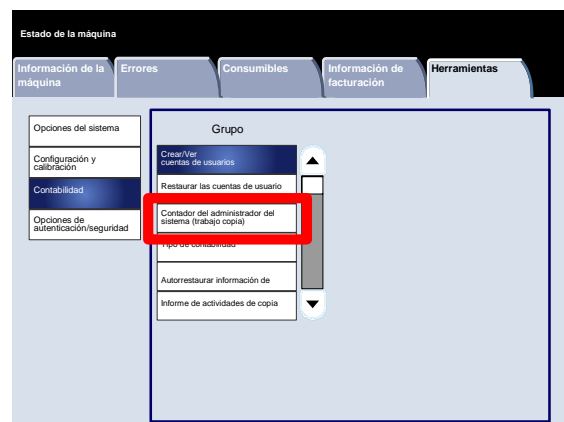 Estado de la máquina
Información de la
máquina
Errores
Consumibles
Información de
facturación
Herramientas
Opciones del sistema
Configuración y
calibración
Contabilidad
Opciones de
autenticación/seguridad
Grupo
Crear/Ver
cuentas de usuarios
Restaurar las cuentas de usuario
Contador del administrador del
sistema (trabajo copia)
Tipo de contabilidad
Autorrestaurar información de
Informe de actividades de copia